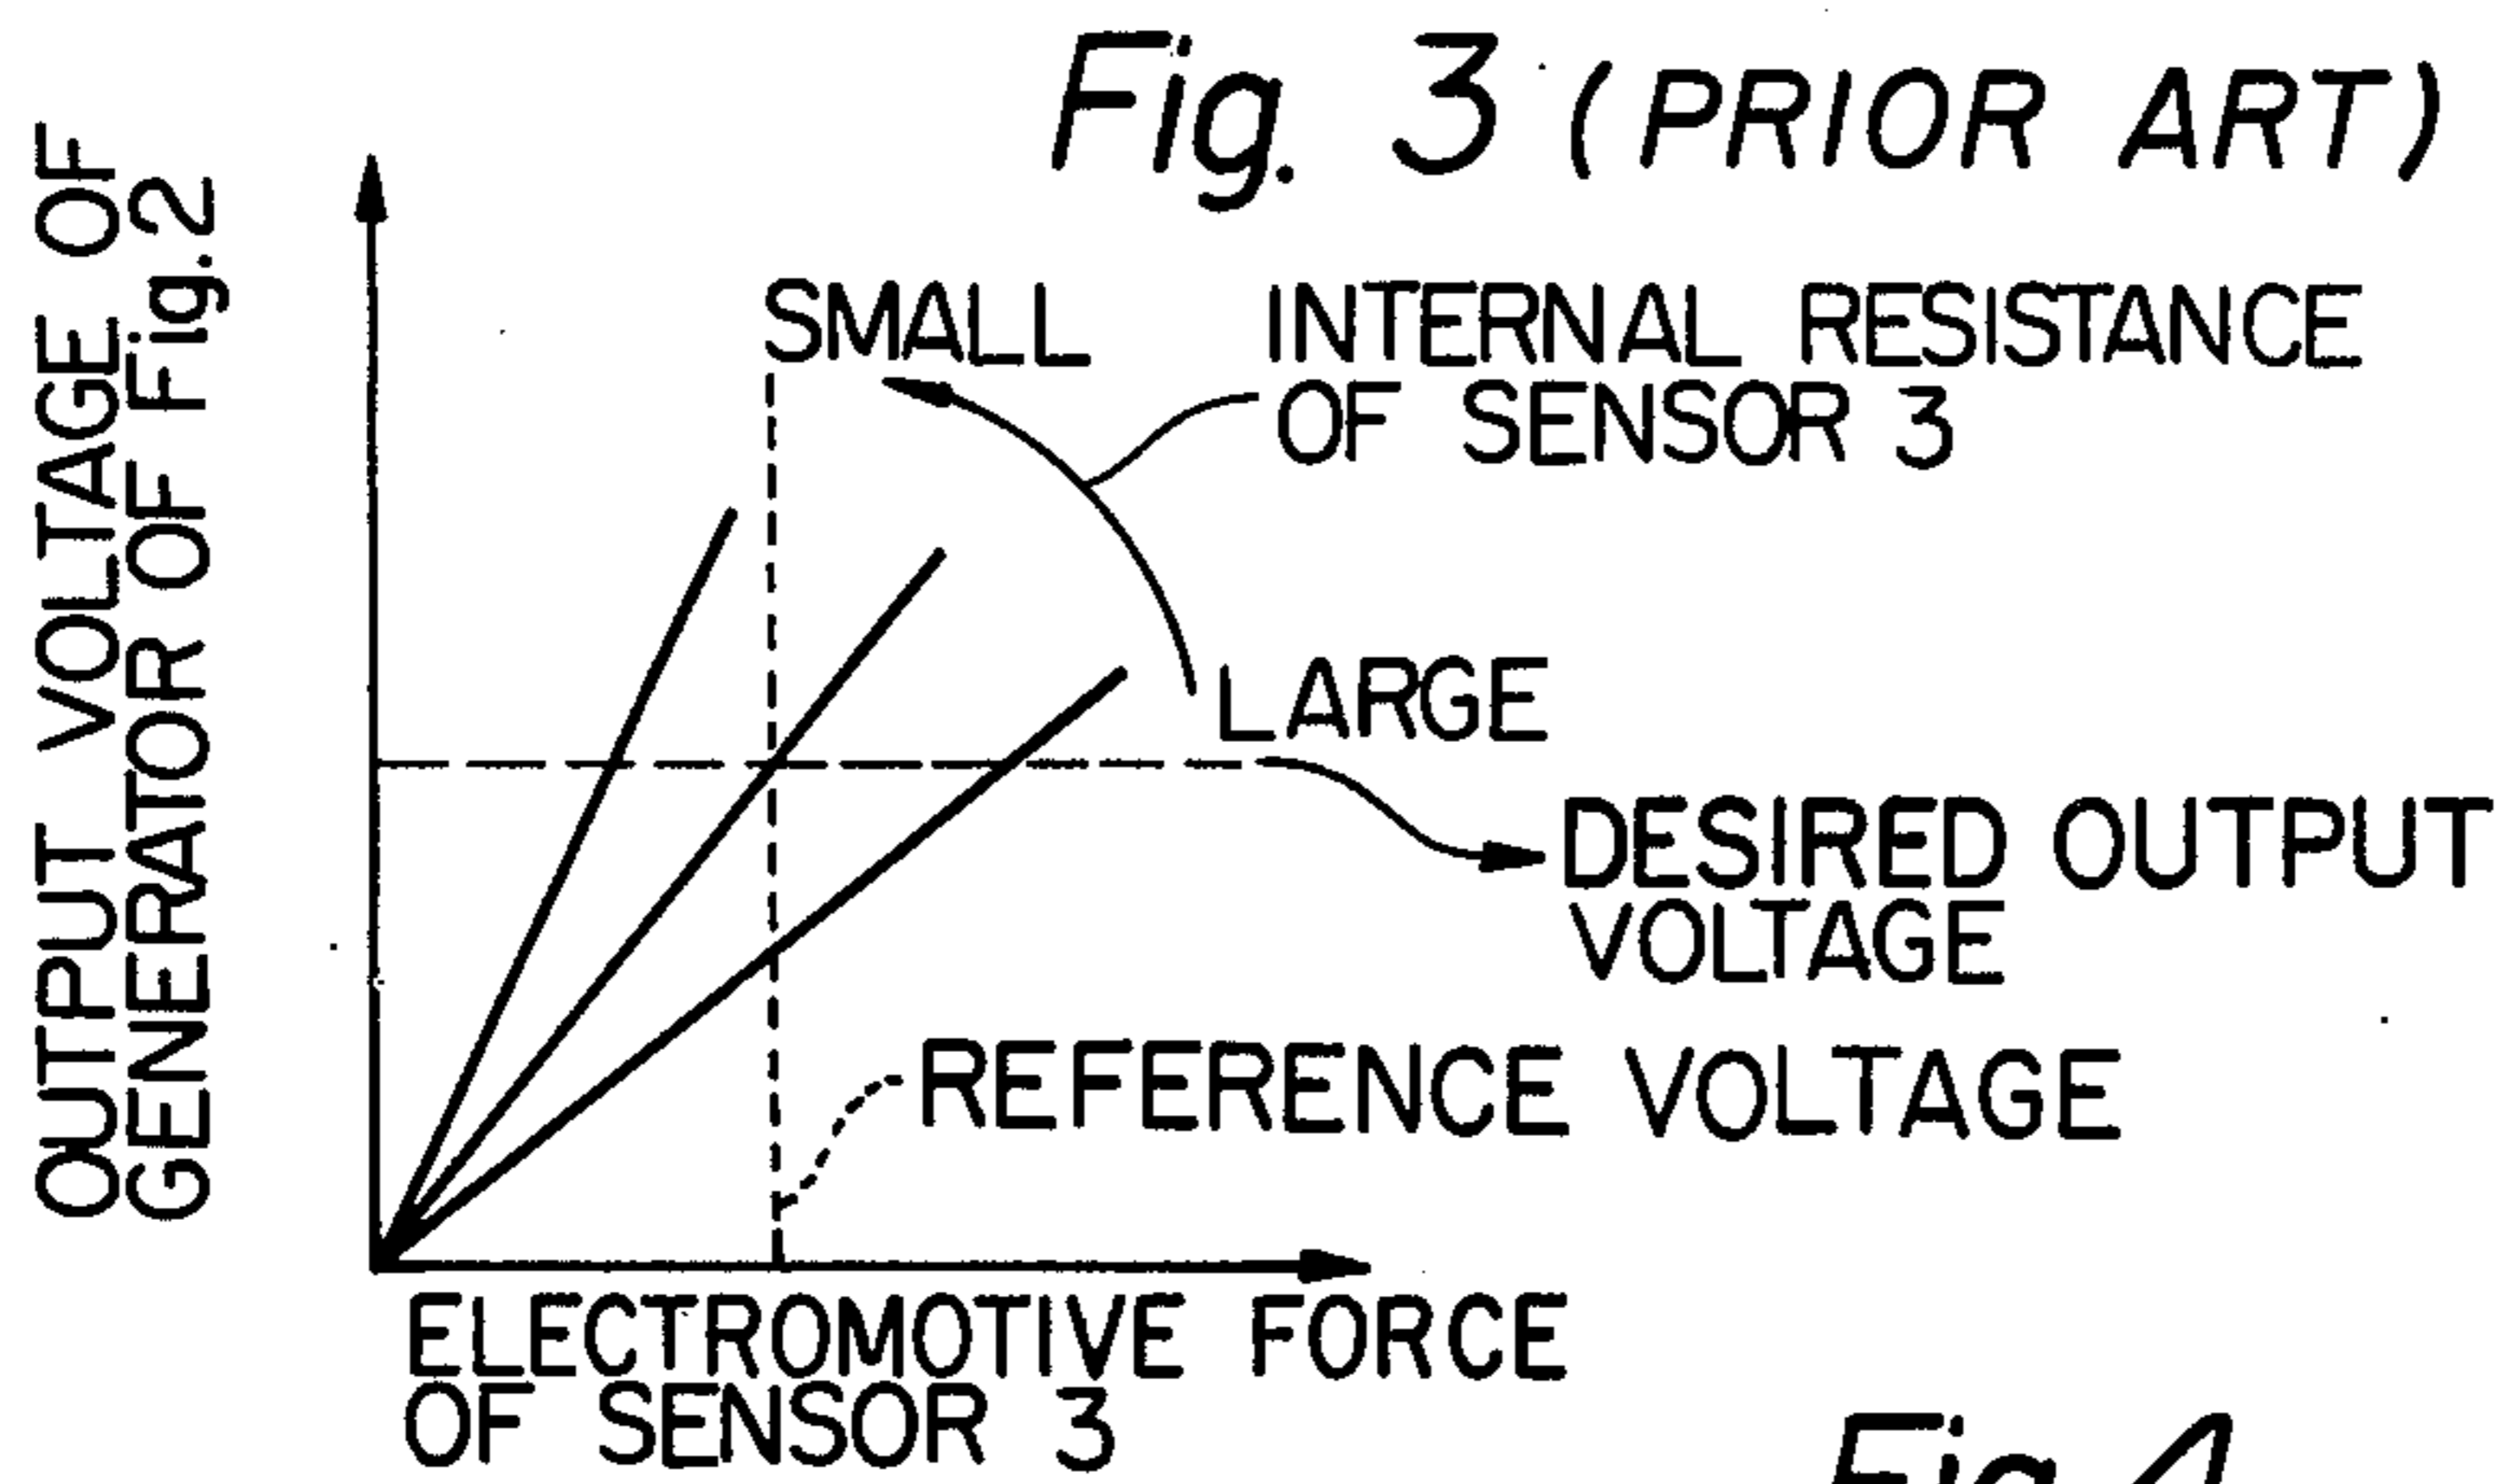 Fig. 3 (PRIOR ART)
OUTPUT VOLTAGE OF
GENERATOR OF Fig.2
SMALL
INTERNAL RESISTANCE
OF SENSOR 3
LARGE
DESIRED OUTPUT
VOLTAGE
REFERENCE VOLTAGE
ELECTROMOTIVE FORCE
OF SENSOR 3